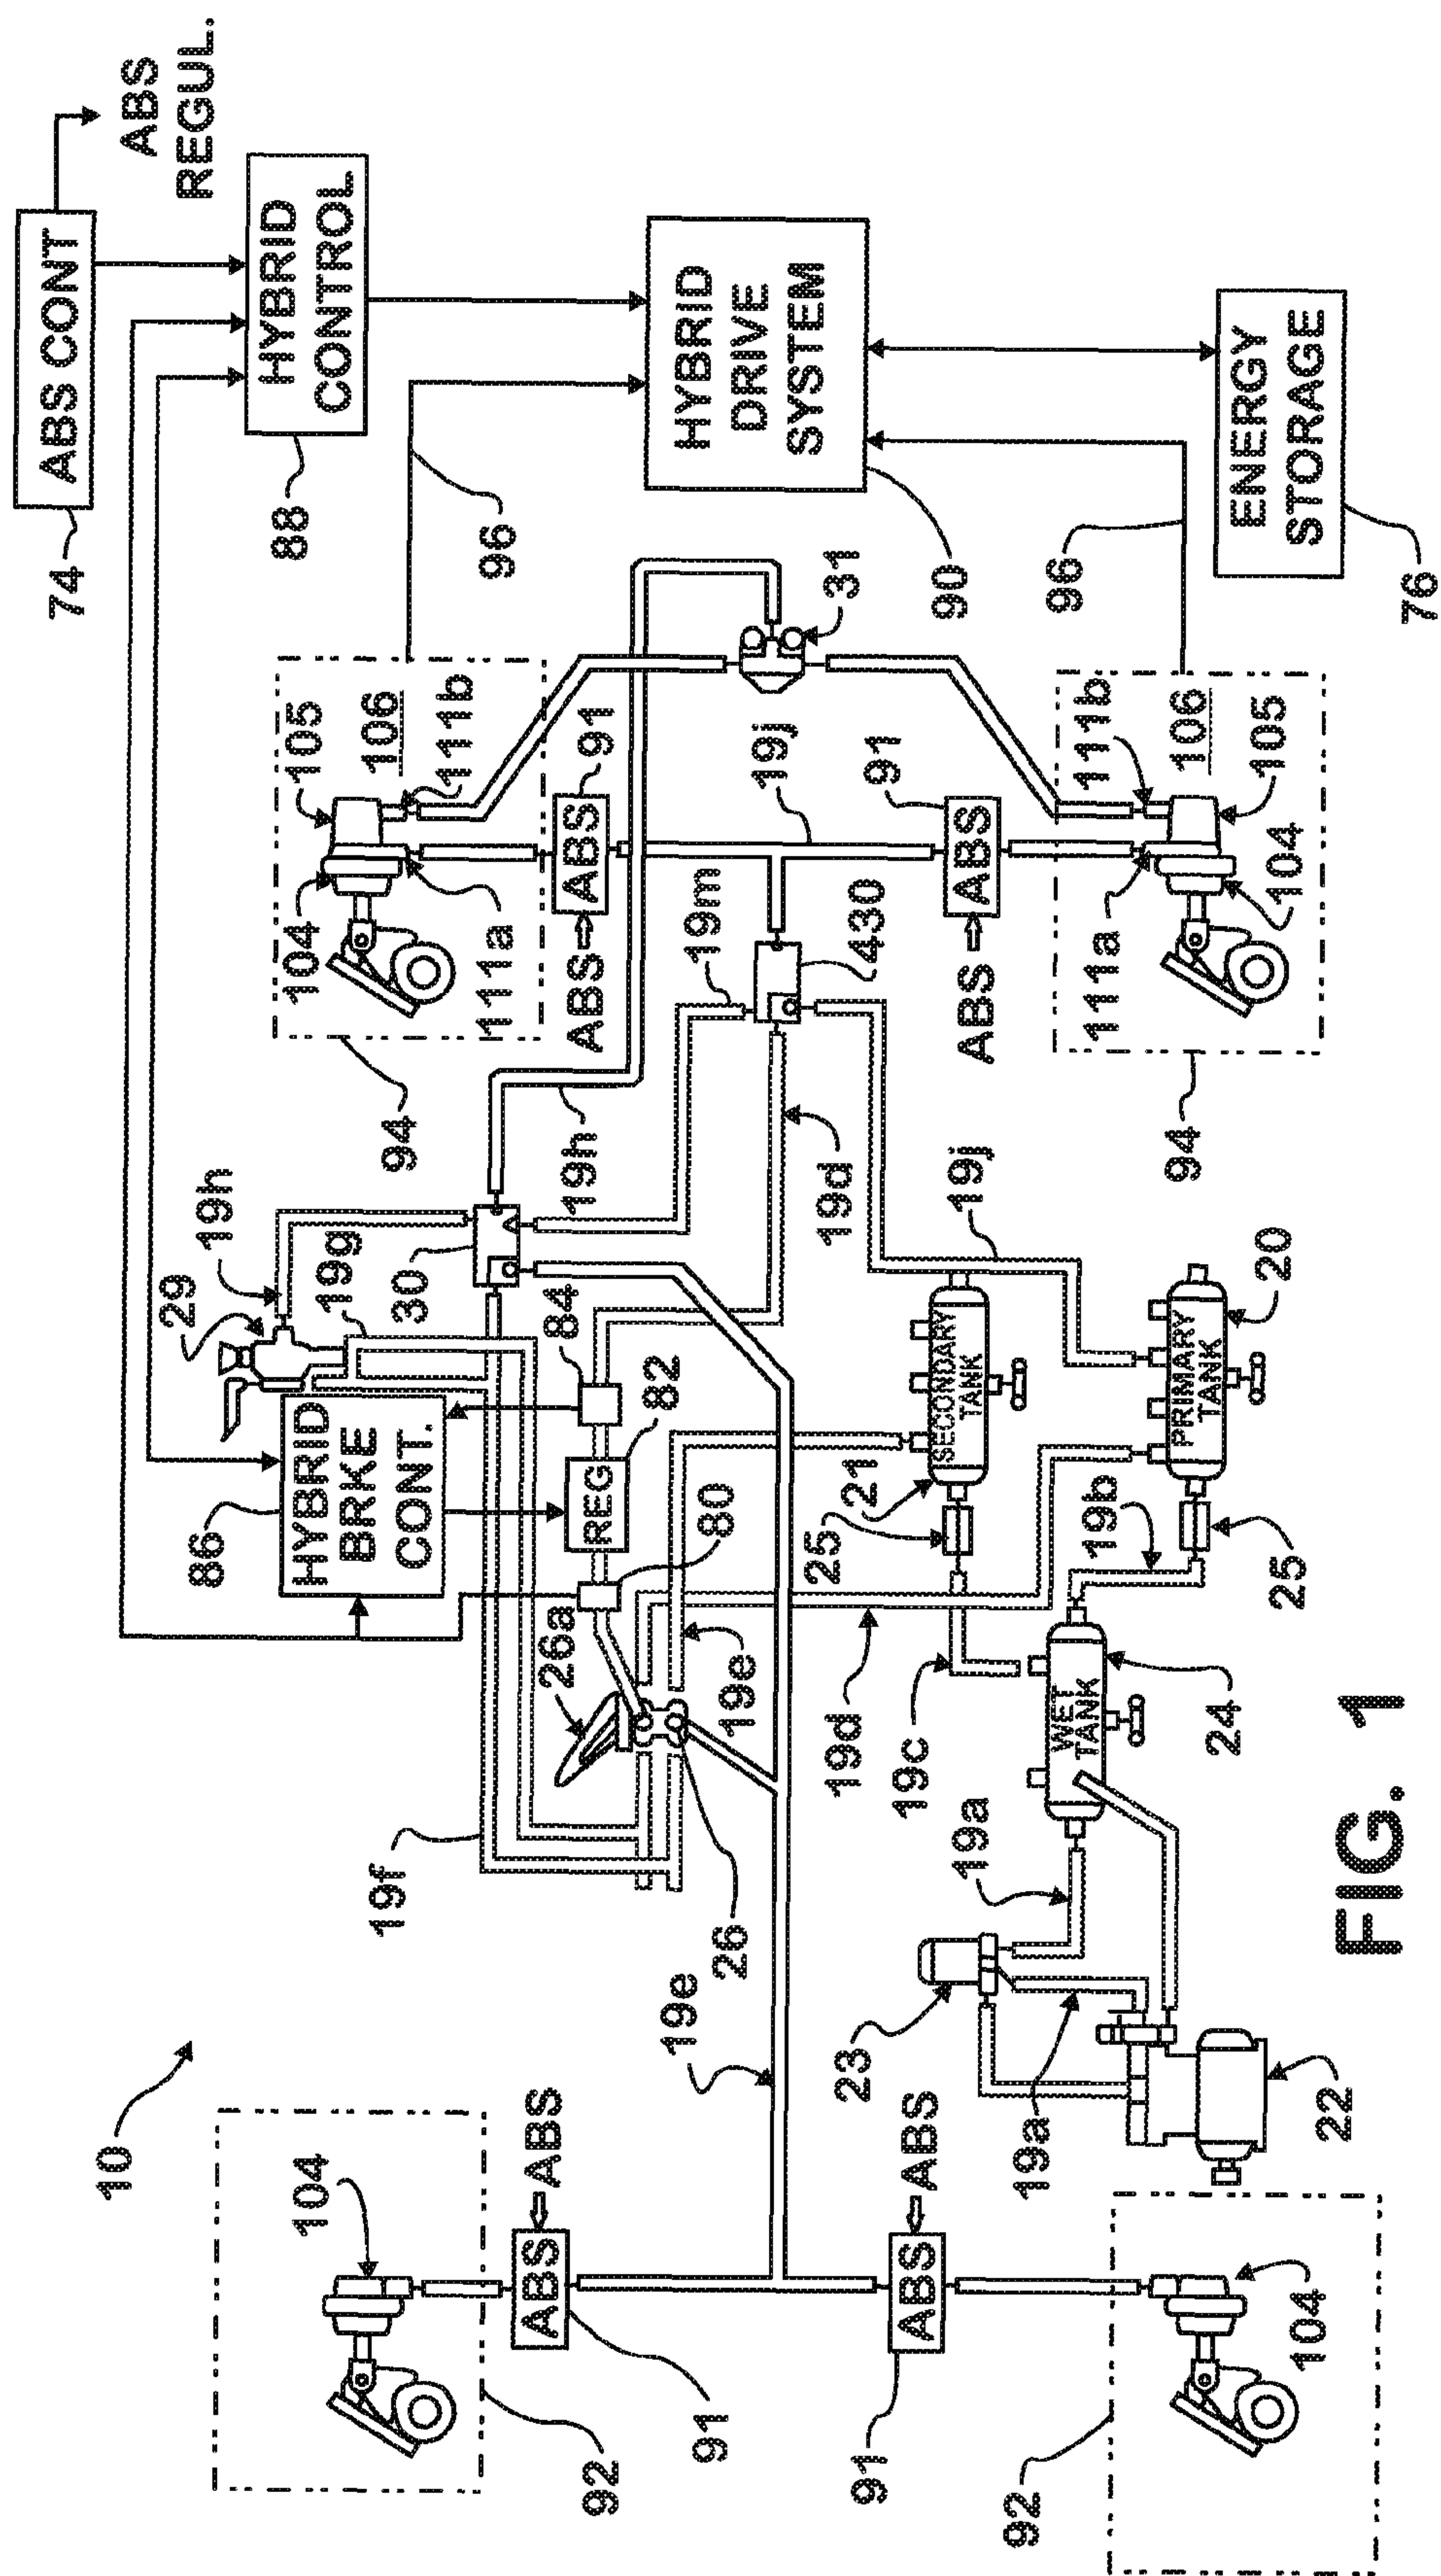 ABS CONT
ABS
REGUL.
74
HYBRID
CONTROL
88
96
HYBRID
DRIVE
SYSTEM
90
96
ENERGY
STORAGE
76
105
106
111b
104
111a
94
ABS
ABS
91
31
19j
91
ABS
ABS
111b
106
105
111a
104
94
19m
430
19h
19d
19j
29
19h
19g
30
84
86
HYBRID
BRKE
CONT.
REG
82
80
26a
19e
26
19f
SECONDARY
TANK
21
25
PRIMARY
TANK
20
19b
25
19d
19c
WET
TANK
24
19a
23
19a
22
19e
10
104
ABS
ABS
91
92
ABS
ABS
91
104
92
FIG. 1